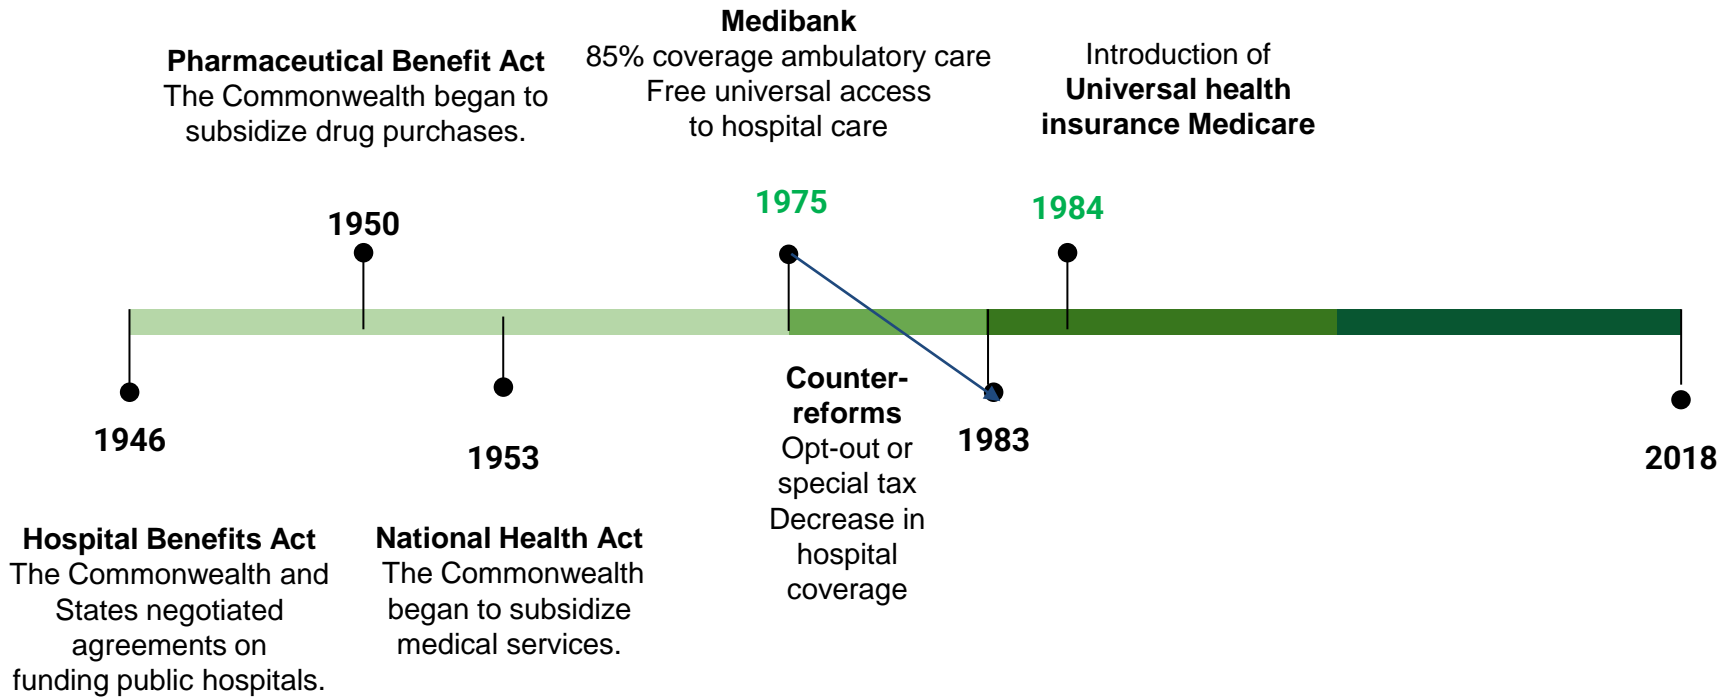 Medibank
85% coverage ambulatory care
Free universal access
to hospital care
Pharmaceutical Benefit Act
The Commonwealth began to
subsidize drug purchases.
Introduction of
Universal health
insurance Medicare
1950
1975
1984
1946
1953
Counter-
reforms
Opt-out or
special tax
Decrease in
hospital
coverage
1983
2018
Hospital Benefits Act
The Commonwealth and
States negotiated
agreements on
funding public hospitals.
National Health Act
The Commonwealth
began to subsidize
medical services.